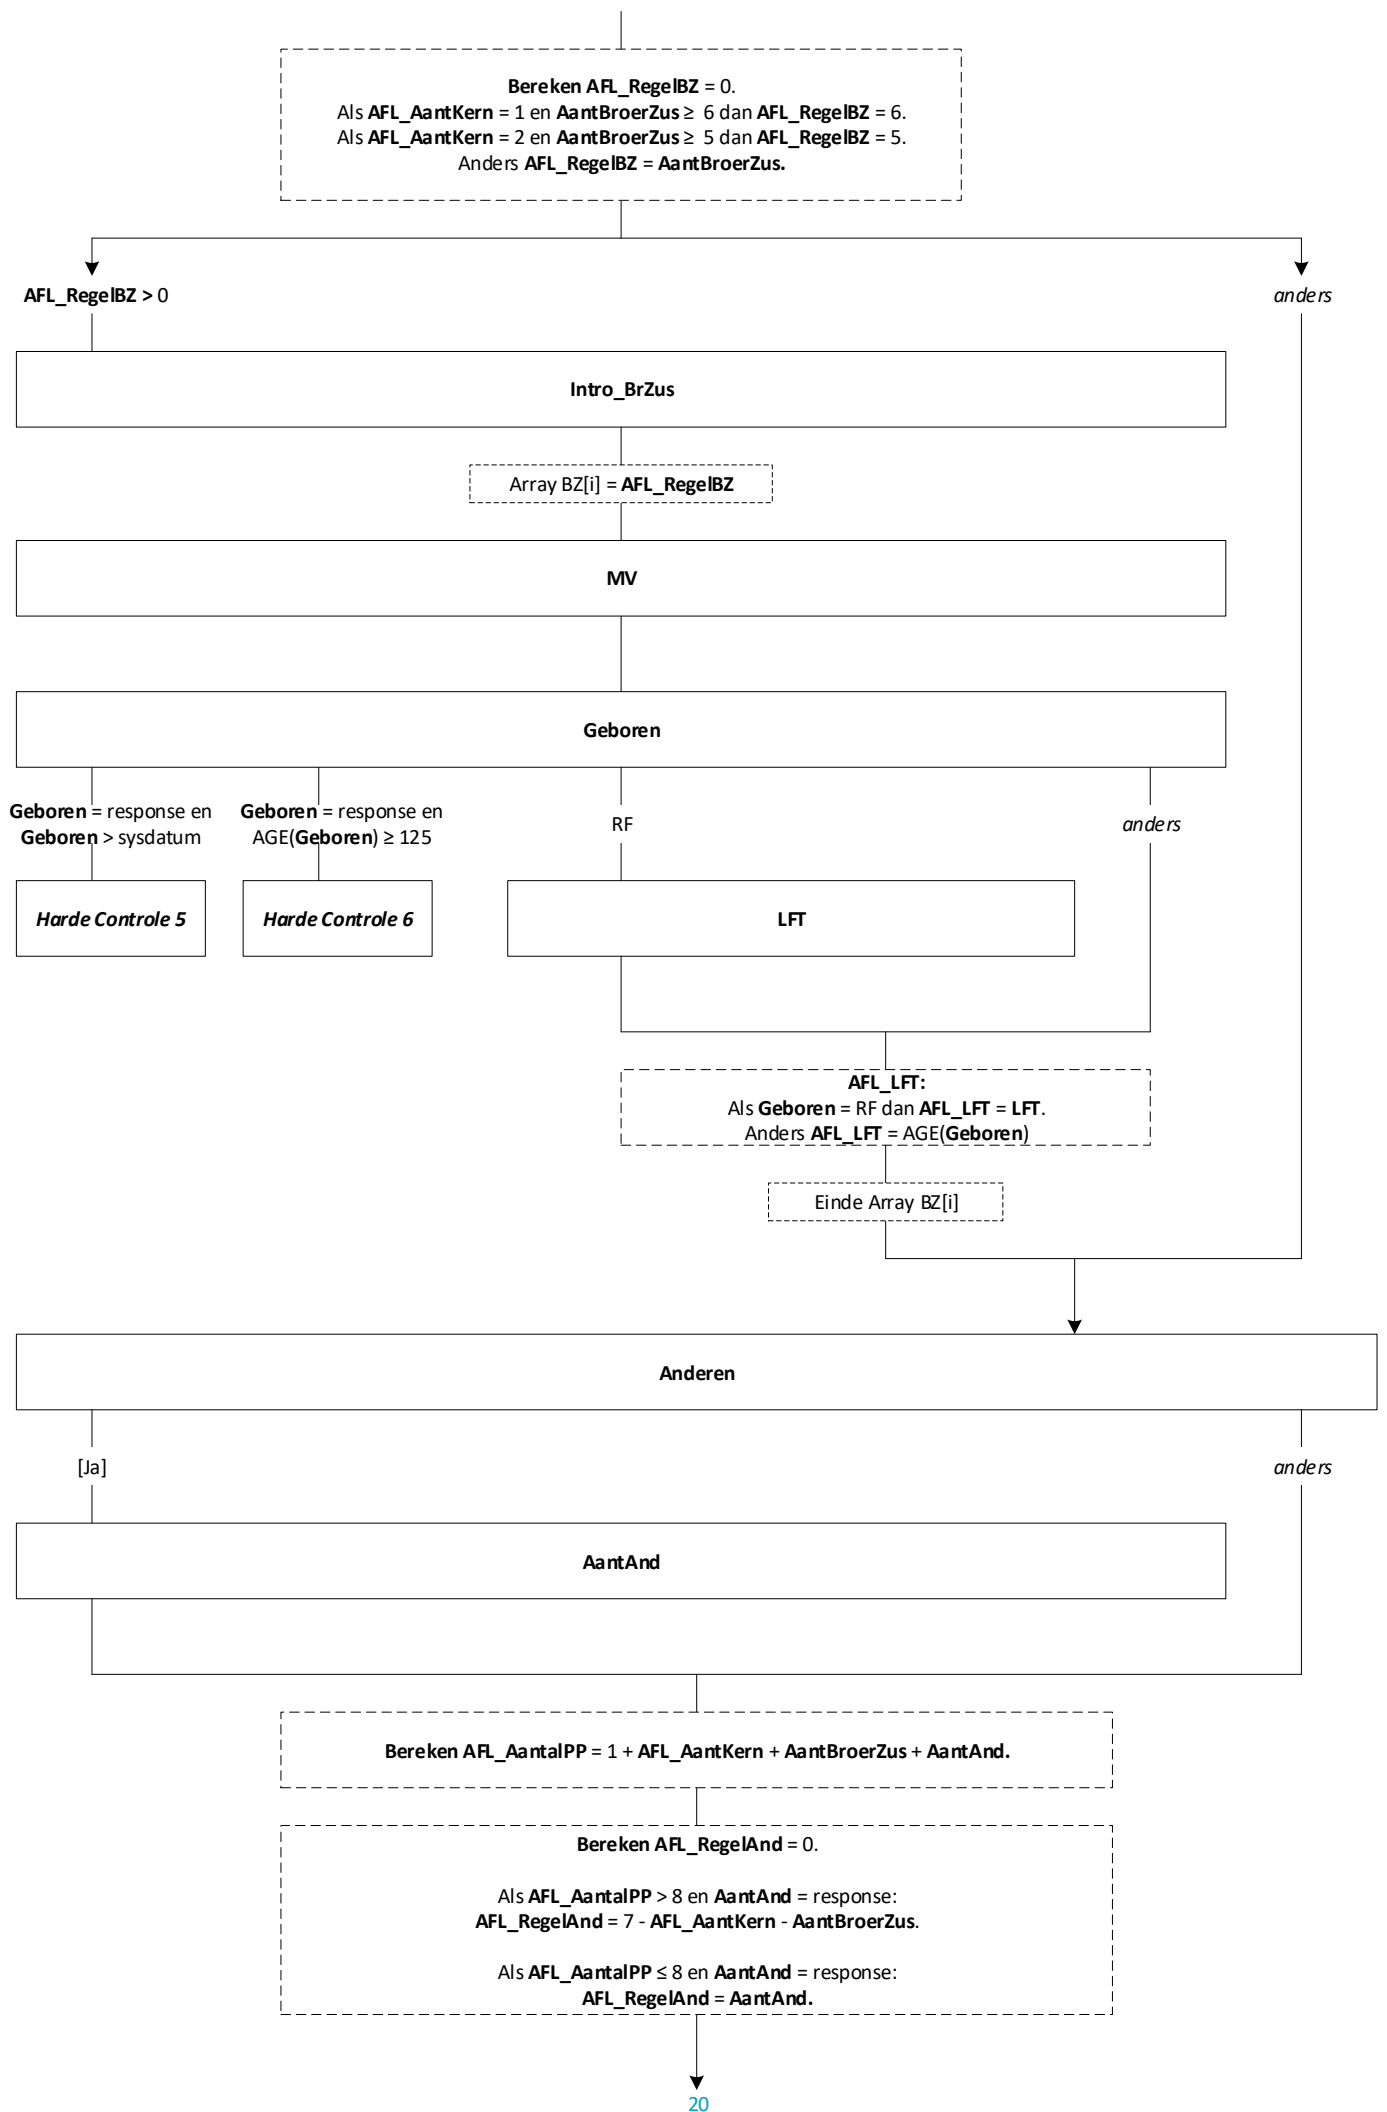 Bereken AFL_RegelBZ = 0.
Als AFL_AantKern = 1 en AantBroerZus ≥ 6 dan AFL_RegelBZ = 6.
Als AFL_AantKern = 2 en AantBroerZus ≥ 5 dan AFL_RegelBZ = 5.
Anders AFL_RegelBZ = AantBroerZus.
AFL_RegelBZ > 0
anders
Intro_BrZus
Array BZ[i] = AFL_RegelBZ
MV
Geboren
Geboren = response en
Geboren > sysdatum
Geboren = response en
AGE(Geboren) ≥ 125
RF
anders
Harde Controle 5
Harde Controle 6
LFT
AFL_LFT:
Als Geboren = RF dan AFL_LFT = LFT.
Anders AFL_LFT = AGE(Geboren)
Einde Array BZ[i]
Anderen
[Ja]
anders
AantAnd
Bereken AFL_AantalPP = 1 + AFL_AantKern + AantBroerZus + AantAnd.
Bereken AFL_RegelAnd = 0.
Als AFL_AantalPP > 8 en AantAnd = response:
AFL_RegelAnd = 7 - AFL_AantKern - AantBroerZus.
Als AFL_AantalPP ≤ 8 en AantAnd = response:
AFL_RegelAnd = AantAnd.
20